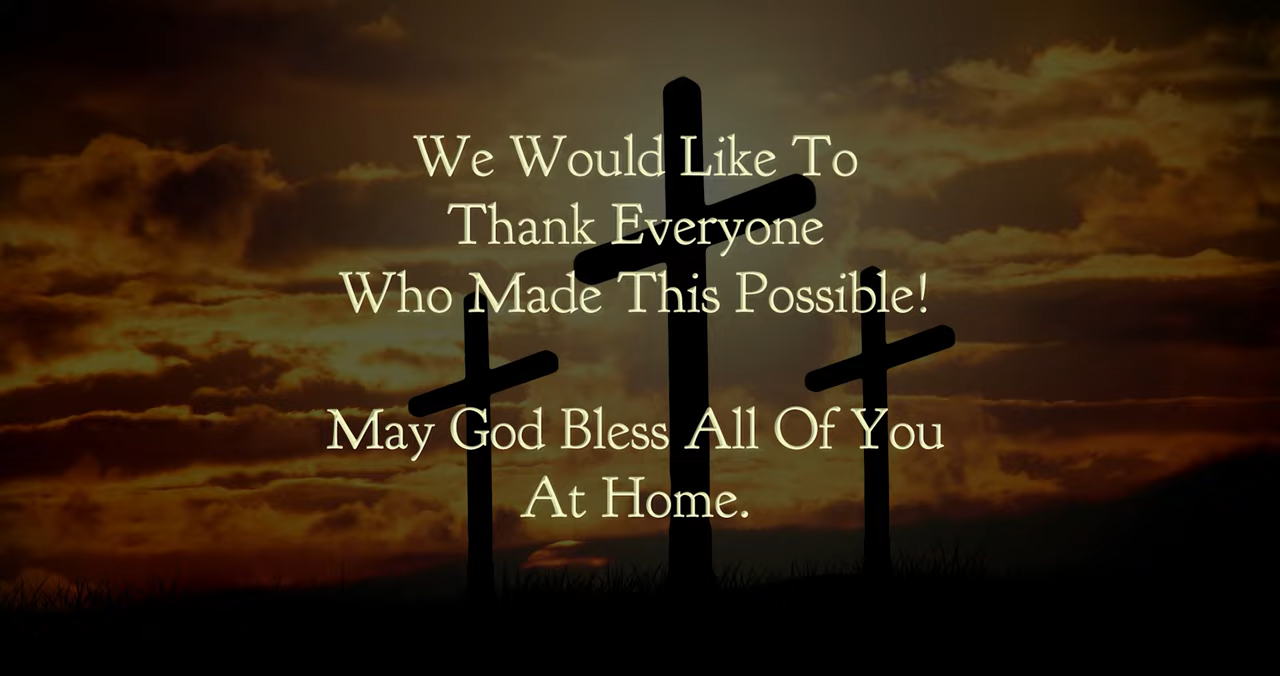 We Would Like To
Thank Everyone
Who Made This Possible!
May God Bless All Of You
At Home.